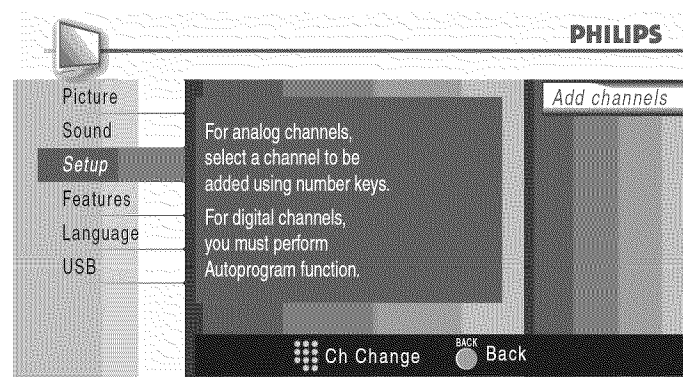 PHILIPS
Picture
Sound
Setup
Features
Language
USB
For analog channels,
select a channel to be
added using number keys.
For digital channels,
you must perform
Autoprogram function.
Add channels
Ch Change
BACK
Back